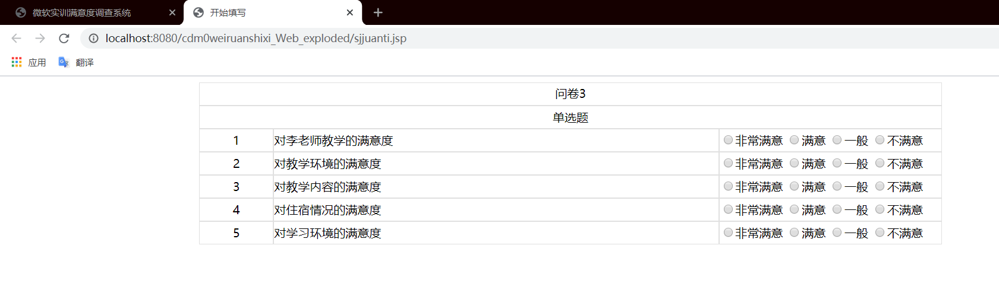 微软实训满意度调查系统 开始填写
localhost:8080/cdm0weiruanshixi_Web_exploded/sjjuanti.jsp
应用 翻译
问卷3
单选题
1 对李老师教学的满意度 非常满意 满意 一般 不满意
2 对教学环境的满意度 非常满意 满意 一般 不满意
3 对教学内容的满意度 非常满意 满意 一般 不满意
4 对住宿情况的满意度 非常满意 满意 一般 不满意
5 对学习环境的满意度 非常满意 满意 一般 不满意